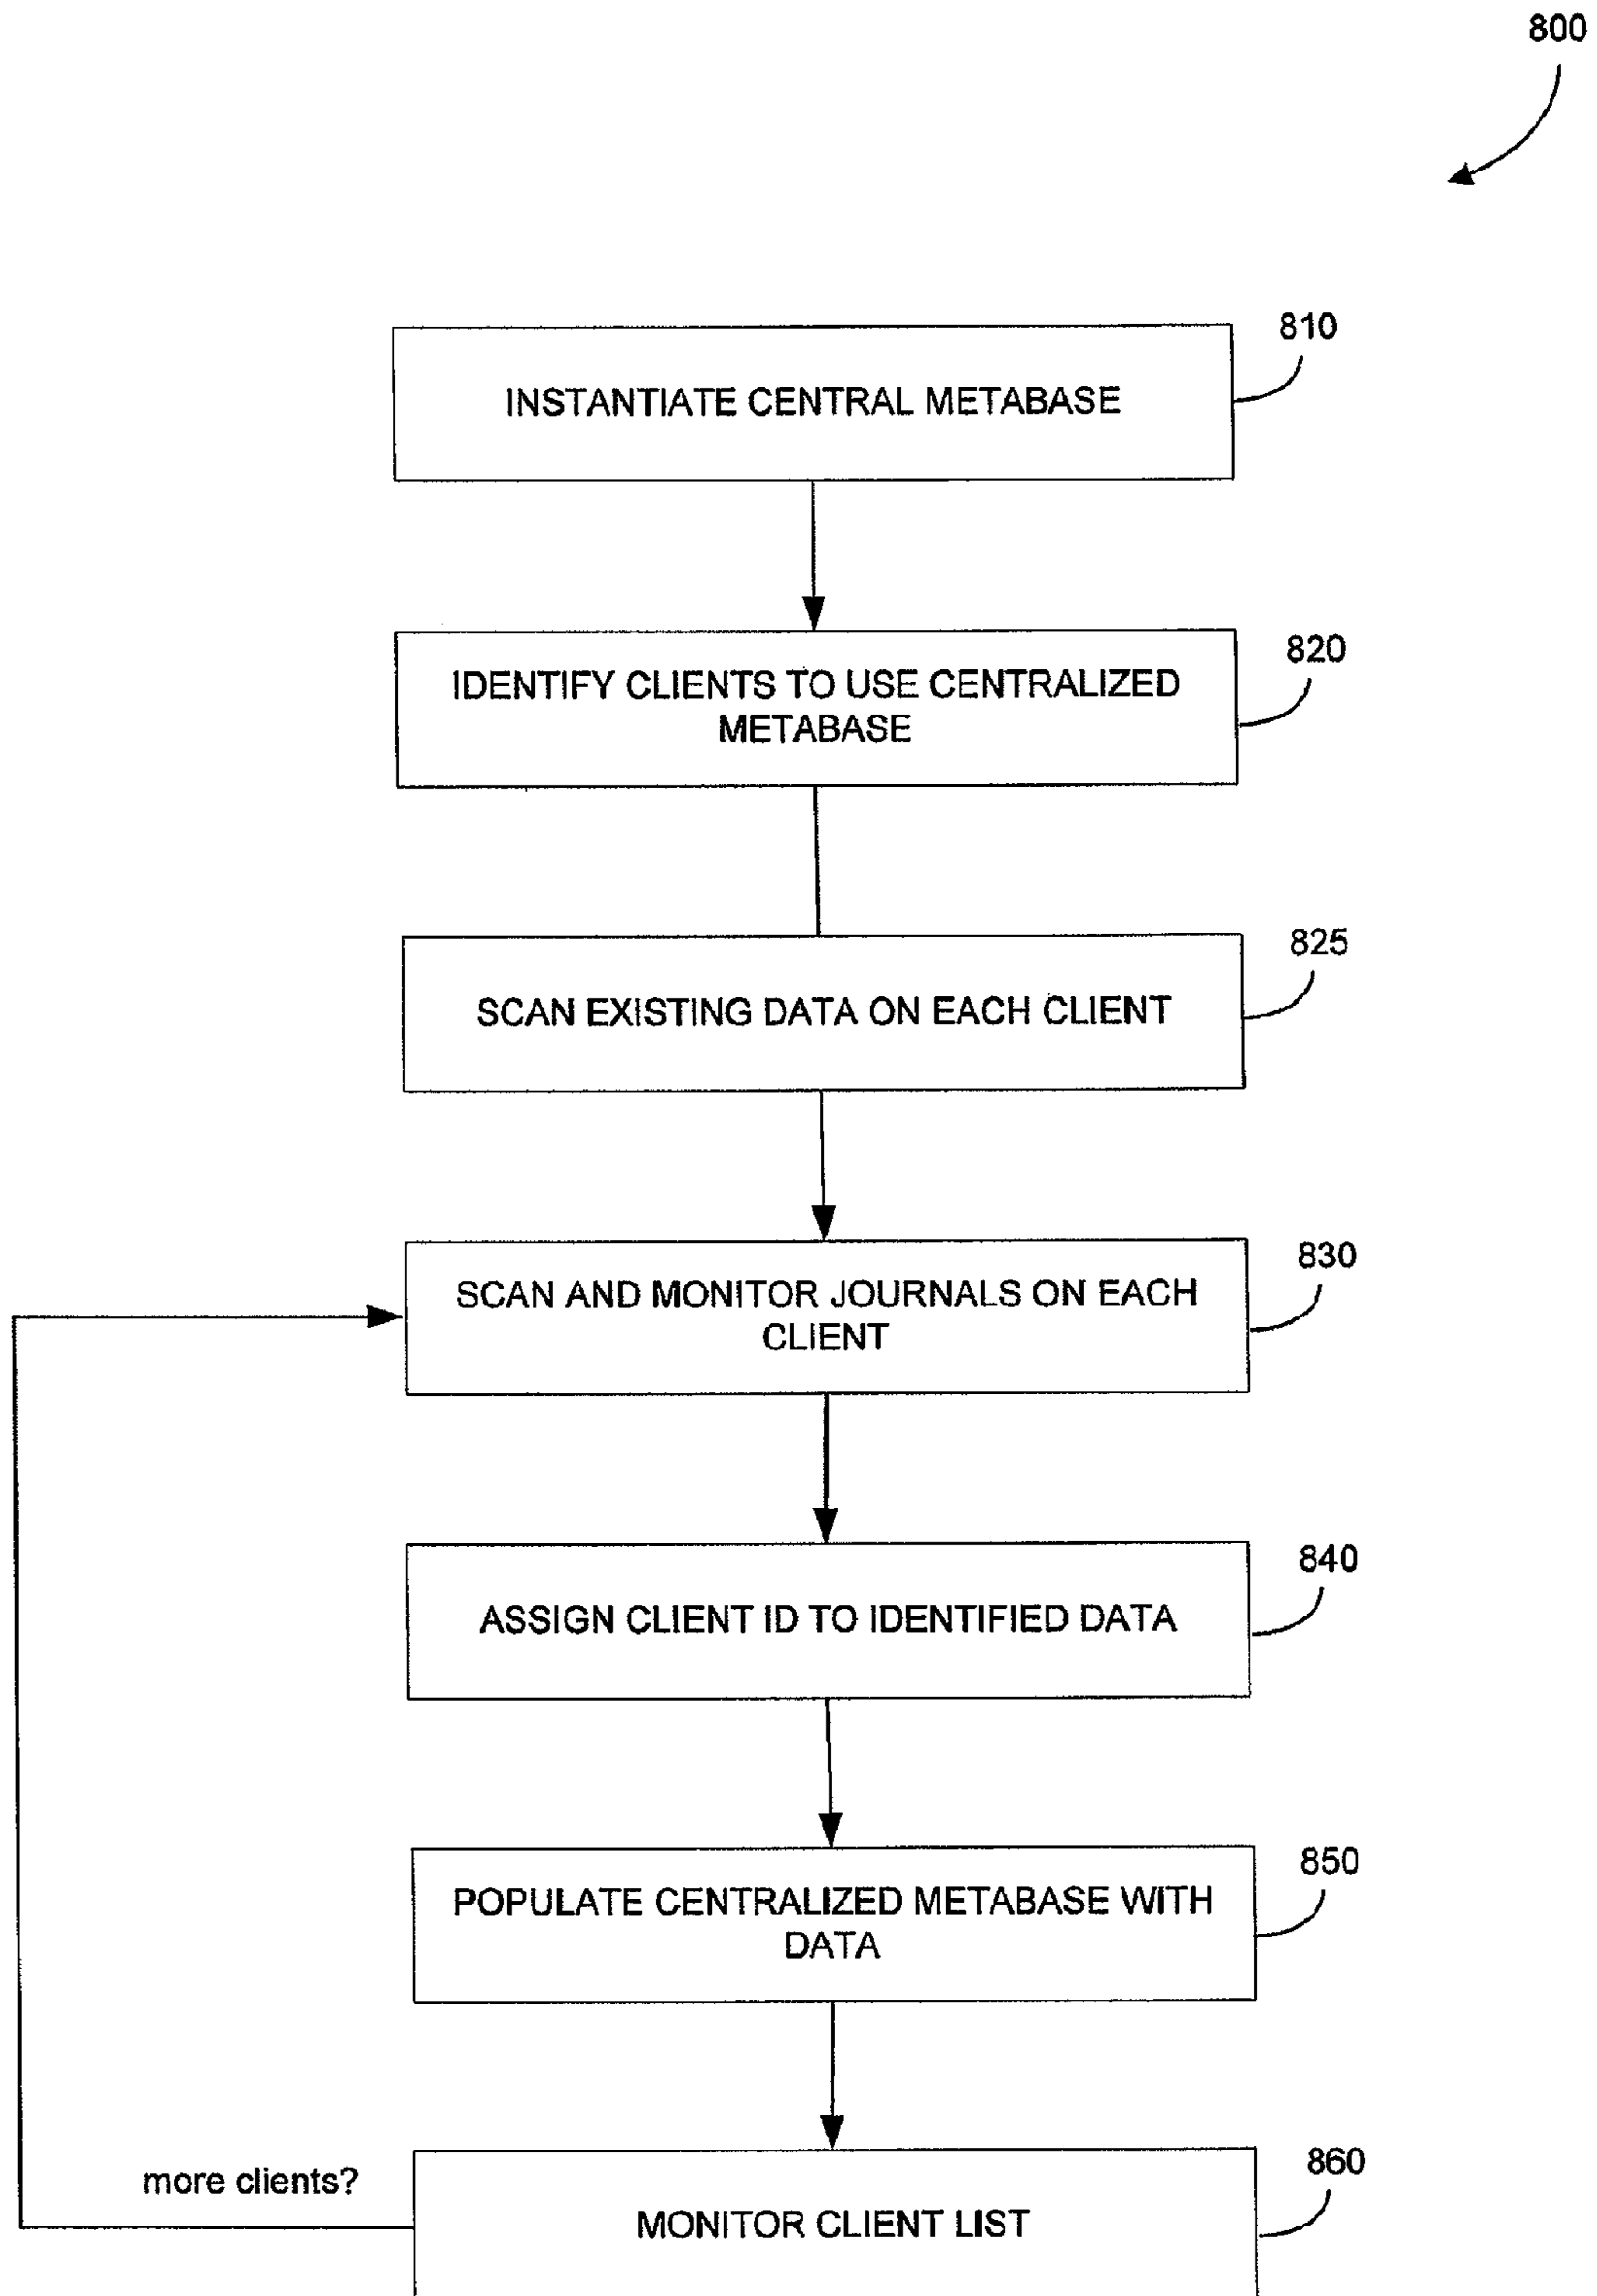 800
INSTANTIATE CENTRAL METABASE
810
IDENTIFY CLIENTS TO USE CENTRALIZED
METABASE
820
SCAN EXISTING DATA ON EACH CLIENT
825
SCAN AND MONITOR JOURNALS ON EACH
CLIENT
830
ASSIGN CLIENT ID TO IDENTIFIED DATA
840
POPULATE CENTRALIZED METABASE WITH
DATA
850
more clients?
MONITOR CLIENT LIST
860